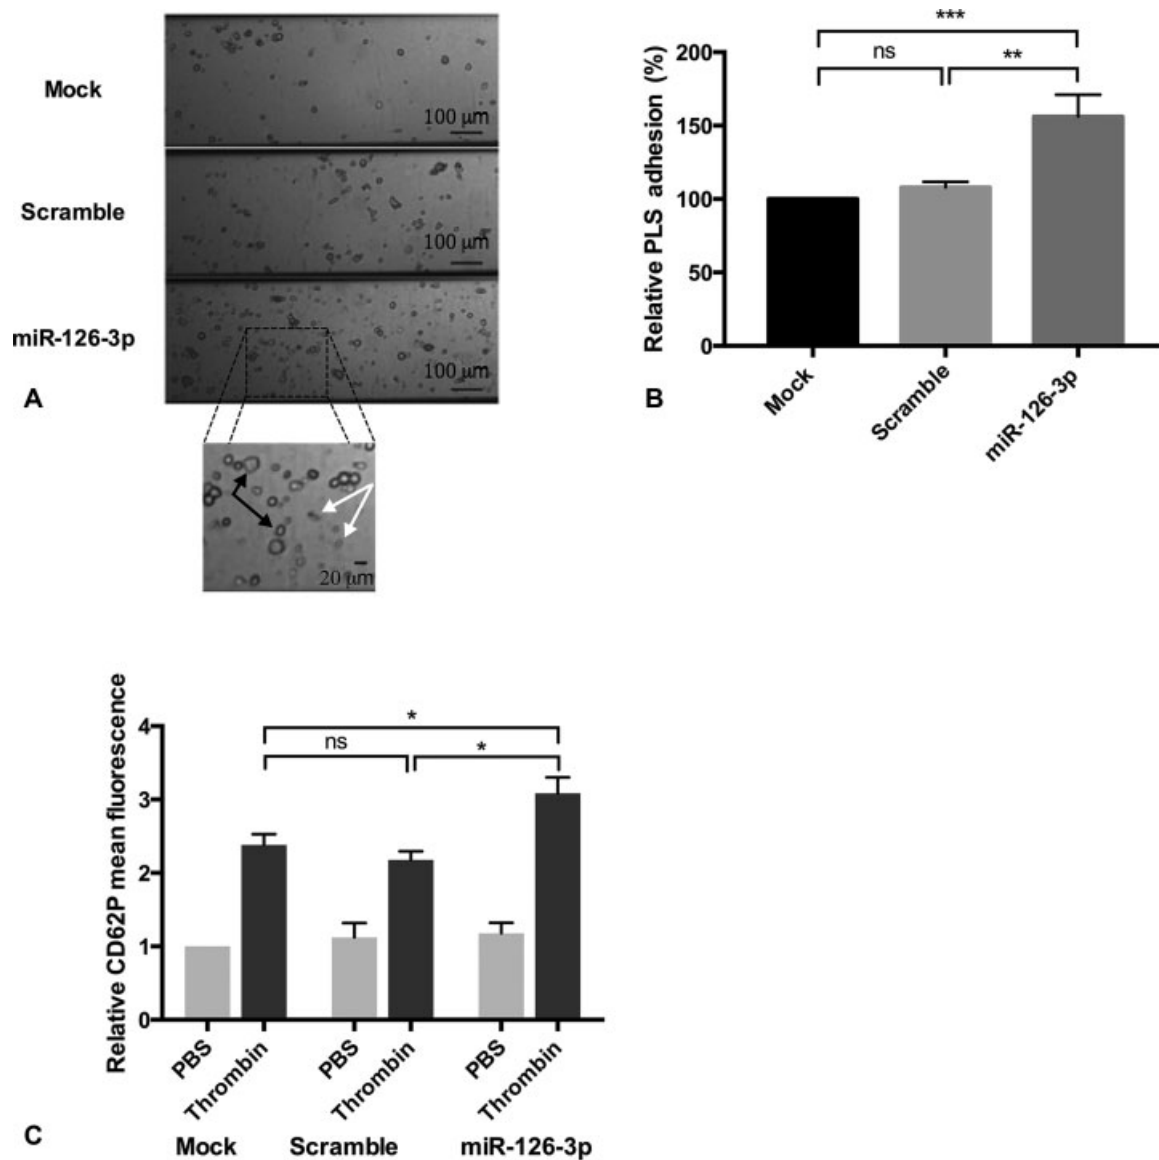 Mock
100 µm
Scramble
100 µm
miR-126-3p
100 µm
20 µm
A
Relative PLS adhesion (%)
200
150
100
50
0
***
ns
**
Mock
Scramble
miR-126-3p
B
Relative CD62P mean fluorescence
4
3
2
1
0
*
ns
*
PBS
Thrombin
PBS
Thrombin
PBS
Thrombin
Mock
Scramble
miR-126-3p
C